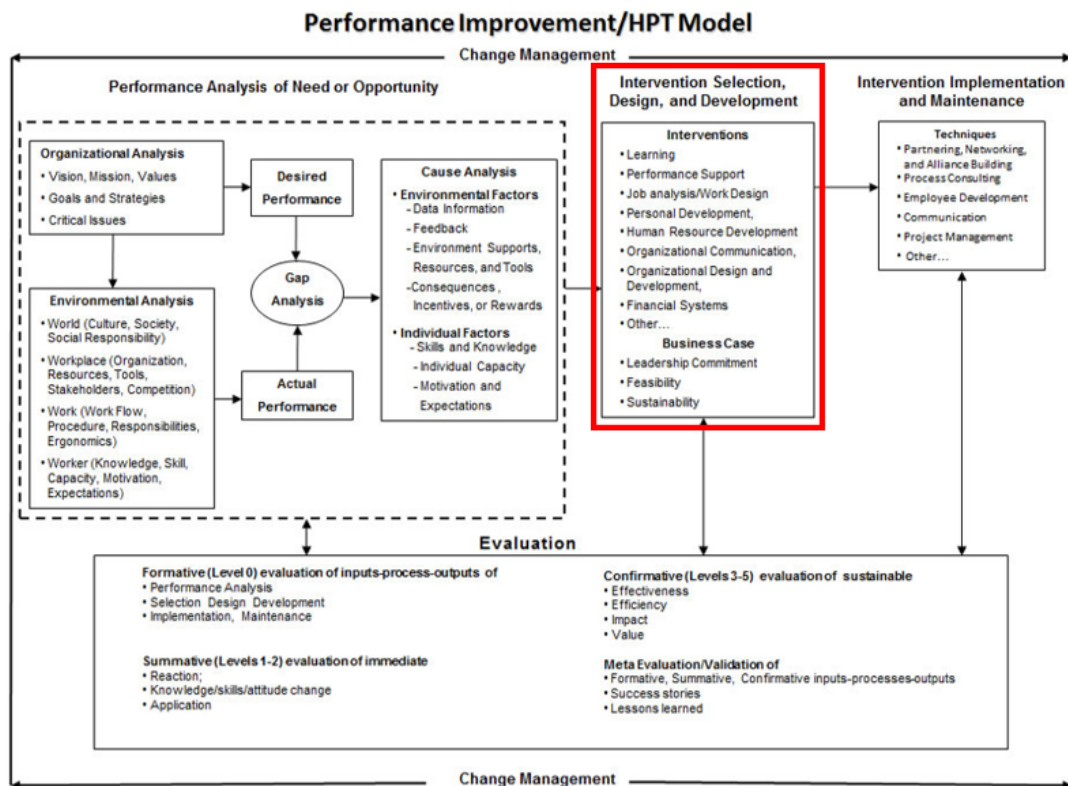 Performance Improvement/HPT Model
Change Management
Performance Analysis of Need or Opportunity
Organizational Analysis
• Vision, Mission, Values
• Goals and Strategies
• Critical Issues
Environmental Analysis
• World (Culture, Society,
Social Responsibility)
• Workplace (Organization,
Resources, Tools,
Stakeholders, Competition)
• Work (Work Flow,
Procedure, Responsibilities,
Ergonomics)
• Worker (Knowledge, Skill,
Capacity, Motivation,
Expectations)
Desired
Performance
Gap
Analysis
Actual
Performance
Cause Analysis
• Environmental Factors
- Data Information
- Feedback
- Environment Supports,
Resources, and Tools
- Consequences,
Incentives, or Rewards
• Individual Factors
- Skills and Knowledge
- Individual Capacity
- Motivation and
Expectations
Intervention Selection,
Design, and Development
Interventions
• Learning
• Performance Support
• Job analysis/Work Design
• Personal Development,
• Human Resource Development
• Organizational Communication,
• Organizational Design and
Development,
• Financial Systems
• Other...
Business Case
• Leadership Commitment
• Feasibility
• Sustainability
Intervention Implementation
and Maintenance
Techniques
• Partnering, Networking,
and Alliance Building
• Process Consulting
• Employee Development
• Communication
• Project Management
• Other...
Evaluation
Formative (Level 0) evaluation of inputs-process-outputs of
• Performance Analysis
• Selection Design Development
• Implementation, Maintenance
Summative (Levels 1-2) evaluation of immediate
• Reaction;
• Knowledge/skills/attitude change
• Application
Confirmative (Levels 3-5) evaluation of sustainable
• Effectiveness
• Efficiency
• Impact
• Value
Meta Evaluation/Validation of
• Formative, Summative, Confirmative inputs-processes-outputs
• Success stories
• Lessons learned
Change Management